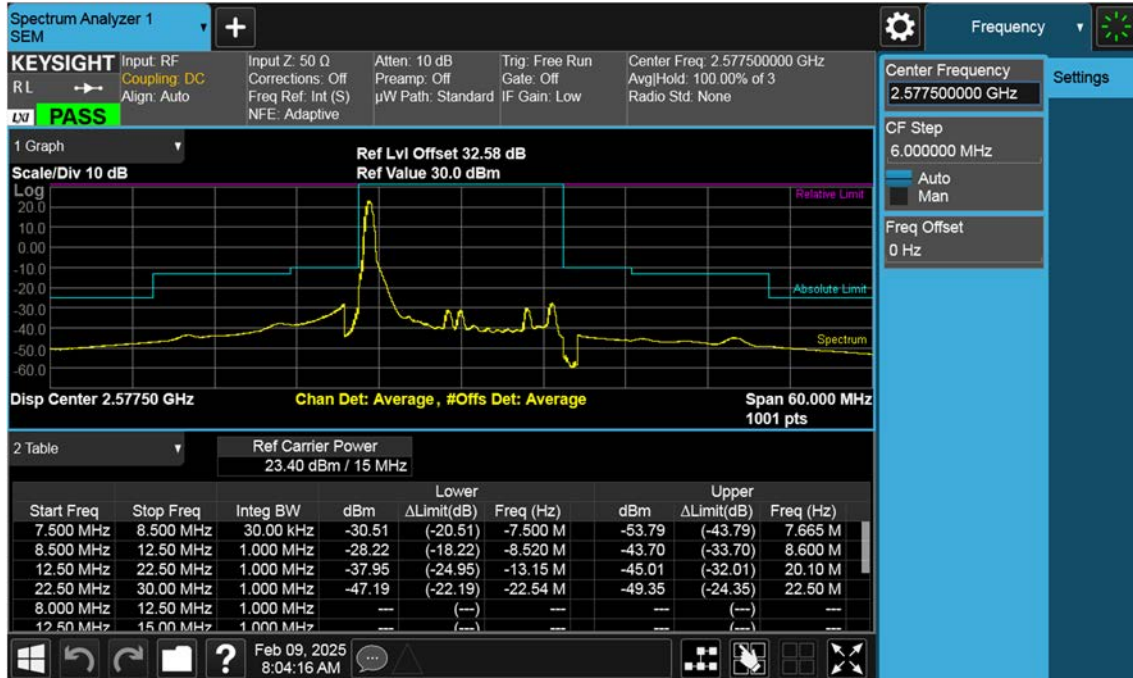 Spectrum Analyzer 1
SEM
Frequency
KEYSIGHT
R L
LXI
PASS
Input: RF
Coupling: DC
Align: Auto
Input Z: 50 Ω
Corrections: Off
Freq Ref: Int (S)
NFE: Adaptive
Atten: 10 dB
Preamp: Off
µW Path: Standard
Trig: Free Run
Gate: Off
IF Gain: Low
Center Freq: 2.577500000 GHz
Avg|Hold: 100.00% of 3
Radio Std: None
Center Frequency
2.577500000 GHz
Settings
CF Step
6.000000 MHz
Auto
Man
Freq Offset
0 Hz
1 Graph
Scale/Div 10 dB
Ref Lvl Offset 32.58 dB
Ref Value 30.0 dBm
Log
20.0
10.0
0.00
-10.0
-20.0
-30.0
-40.0
-50.0
-60.0
Relative Limit
Absolute Limit
Spectrum
Disp Center 2.57750 GHz
Chan Det: Average, #Offs Det: Average
Span 60.000 MHz
1001 pts
2 Table
Ref Carrier Power
23.40 dBm / 15 MHz
Lower Upper
Start Freq Stop Freq Integ BW dBm ΔLimit(dB) Freq (Hz) dBm ΔLimit(dB) Freq (Hz)
7.500 MHz 8.500 MHz 30.00 kHz -30.51 (-20.51) -7.500 M -53.79 (-43.79) 7.665 M
8.500 MHz 12.50 MHz 1.000 MHz -28.22 (-18.22) -8.520 M -43.70 (-33.70) 8.600 M
12.50 MHz 22.50 MHz 1.000 MHz -37.95 (-24.95) -13.15 M -45.01 (-32.01) 20.10 M
22.50 MHz 30.00 MHz 1.000 MHz -47.19 (-22.19) -22.54 M -49.35 (-24.35) 22.50 M
8.000 MHz 12.50 MHz 1.000 MHz --- (---) --- --- (---) ---
12.50 MHz 15.00 MHz 1.000 MHz --- (---) --- --- (---) ---
?
Feb 09, 2025
8:04:16 AM